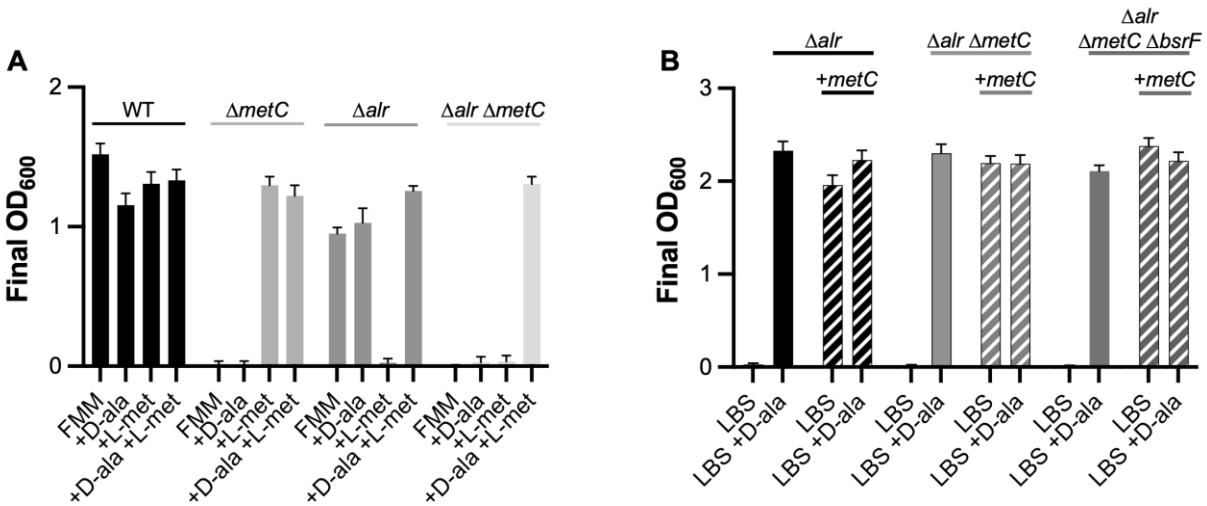 A
Final OD600
2
1
0
WT
ΔmetC
Δalr
Δalr ΔmetC
FMM
+D-ala
+L-met
+D-ala +L-met
FMM
+D-ala
+L-met
+D-ala +L-met
FMM
+D-ala
+L-met
+D-ala +L-met
FMM
+D-ala
+L-met
+D-ala +L-met
B
Final OD600
3
2
1
0
Δalr
+metC
Δalr ΔmetC
+metC
Δalr
ΔmetC ΔbsrF
+metC
LBS
LBS +D-ala
LBS
LBS +D-ala
LBS
LBS +D-ala
LBS
LBS +D-ala
LBS
LBS +D-ala
LBS
LBS +D-ala